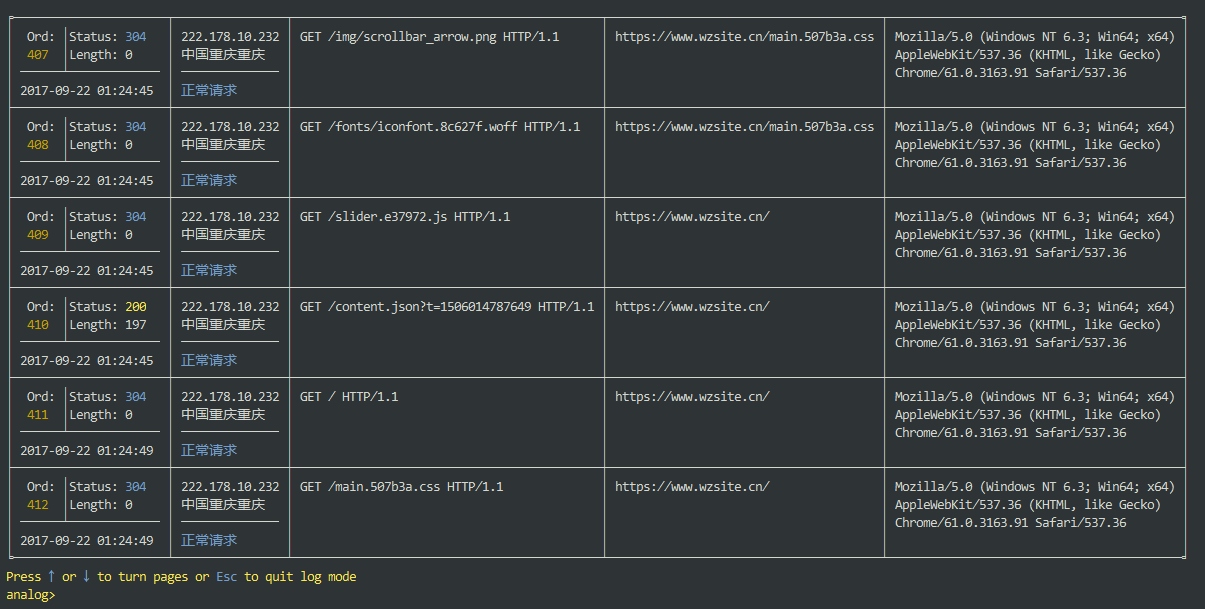 Ord: 407
Status: 304
Length: 0
2017-09-22 01:24:45
222.178.10.232
中国重庆重庆
正常请求
GET /img/scrollbar_arrow.png HTTP/1.1
https://www.wzsite.cn/main.507b3a.css
Mozilla/5.0 (Windows NT 6.3; Win64; x64)
AppleWebKit/537.36 (KHTML, like Gecko)
Chrome/61.0.3163.91 Safari/537.36
Ord: 408
Status: 304
Length: 0
2017-09-22 01:24:45
222.178.10.232
中国重庆重庆
正常请求
GET /fonts/iconfont.8c627f.woff HTTP/1.1
https://www.wzsite.cn/main.507b3a.css
Mozilla/5.0 (Windows NT 6.3; Win64; x64)
AppleWebKit/537.36 (KHTML, like Gecko)
Chrome/61.0.3163.91 Safari/537.36
Ord: 409
Status: 304
Length: 0
2017-09-22 01:24:45
222.178.10.232
中国重庆重庆
正常请求
GET /slider.e37972.js HTTP/1.1
https://www.wzsite.cn/
Mozilla/5.0 (Windows NT 6.3; Win64; x64)
AppleWebKit/537.36 (KHTML, like Gecko)
Chrome/61.0.3163.91 Safari/537.36
Ord: 410
Status: 200
Length: 197
2017-09-22 01:24:45
222.178.10.232
中国重庆重庆
正常请求
GET /content.json?t=1506014787649 HTTP/1.1
https://www.wzsite.cn/
Mozilla/5.0 (Windows NT 6.3; Win64; x64)
AppleWebKit/537.36 (KHTML, like Gecko)
Chrome/61.0.3163.91 Safari/537.36
Ord: 411
Status: 304
Length: 0
2017-09-22 01:24:49
222.178.10.232
中国重庆重庆
正常请求
GET / HTTP/1.1
https://www.wzsite.cn/
Mozilla/5.0 (Windows NT 6.3; Win64; x64)
AppleWebKit/537.36 (KHTML, like Gecko)
Chrome/61.0.3163.91 Safari/537.36
Ord: 412
Status: 304
Length: 0
2017-09-22 01:24:49
222.178.10.232
中国重庆重庆
正常请求
GET /main.507b3a.css HTTP/1.1
https://www.wzsite.cn/
Mozilla/5.0 (Windows NT 6.3; Win64; x64)
AppleWebKit/537.36 (KHTML, like Gecko)
Chrome/61.0.3163.91 Safari/537.36
Press ↑ or ↓ to turn pages or Esc to quit log mode
analog>